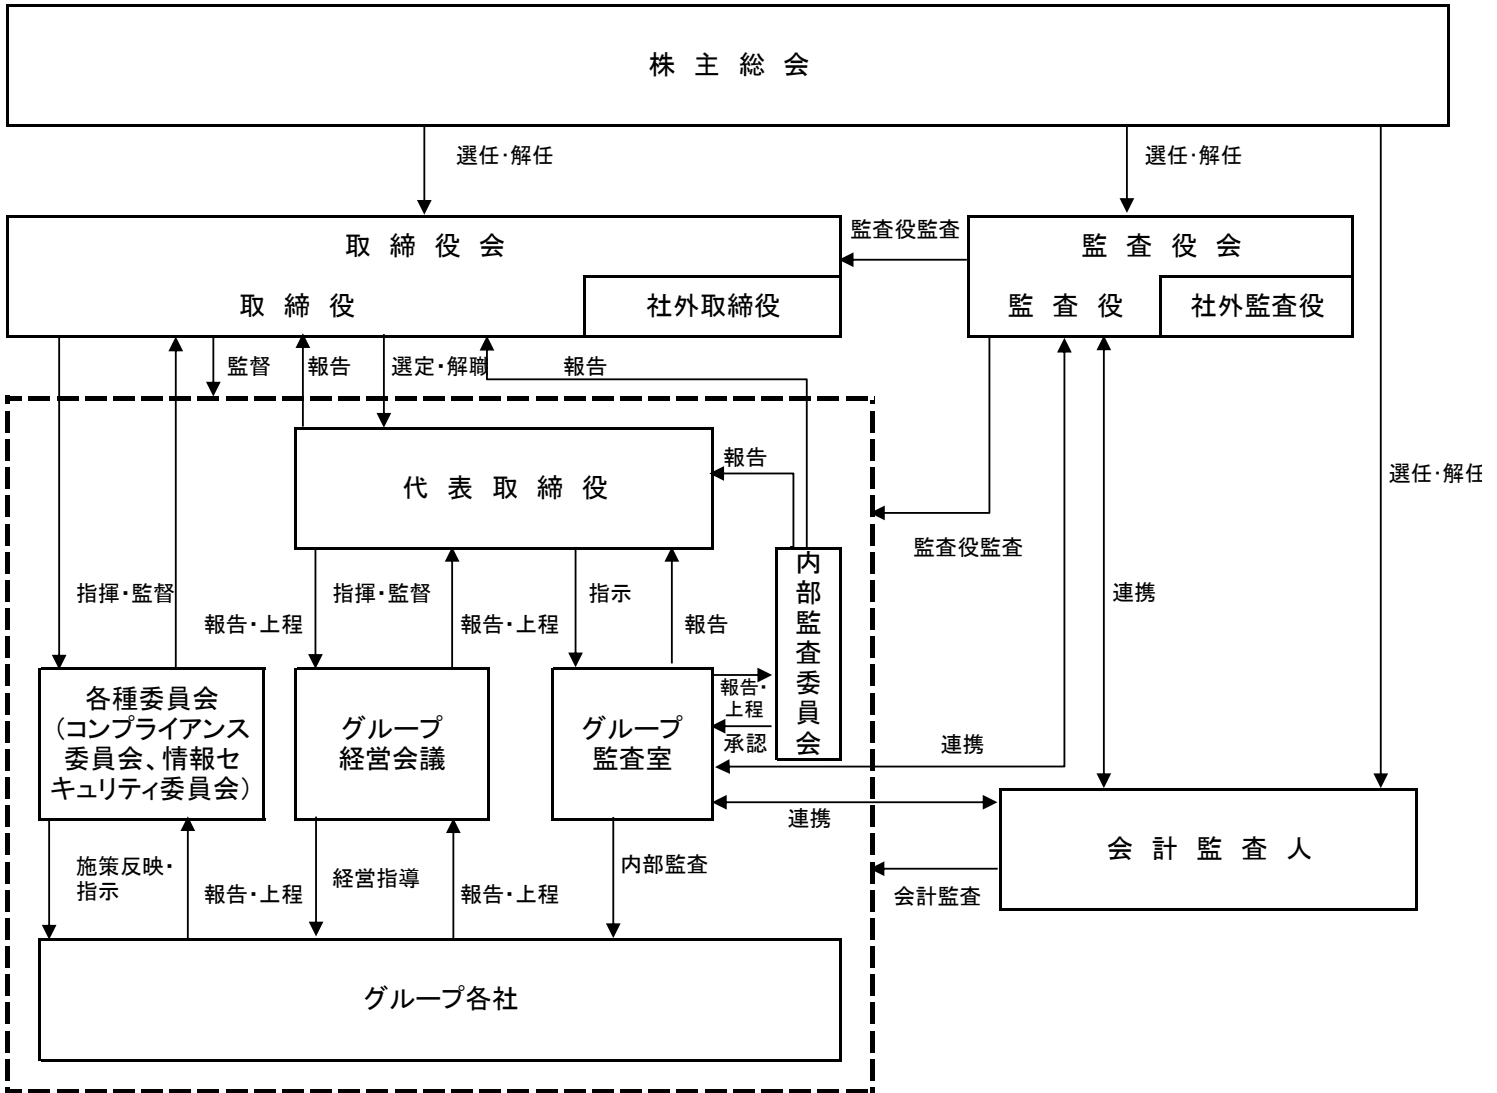 株主総会
選任・解任
選任・解任
取締役会
監査役監査
監査役会
取締役
社外取締役
監査役
社外監査役
監督
報告
選定・解職
報告
代表取締役
報告
選任・解任
監査役監査
指揮・監督
報告・上程
指揮・監督
報告・上程
指示
報告
内部監査委員会
連携
各種委員会
(コンプライアンス
委員会、情報セ
キュリティ委員会)
グループ
経営会議
グループ
監査室
報告・
上程
承認
連携
連携
会計監査人
施策反映・
指示
報告・上程
経営指導
報告・上程
内部監査
会計監査
グループ各社